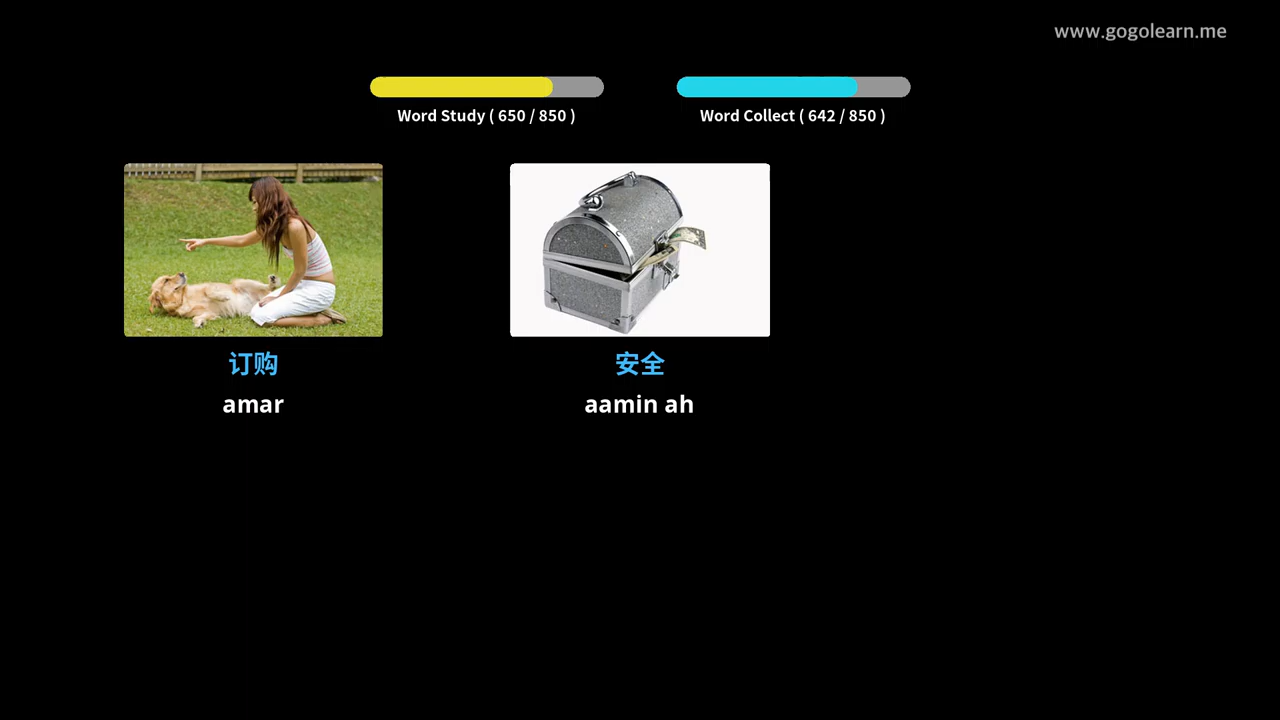 www.gogolearn.me
Word Study ( 650 / 850 )
Word Collect ( 642 / 850 )
订购
amar
安全
aamin ah